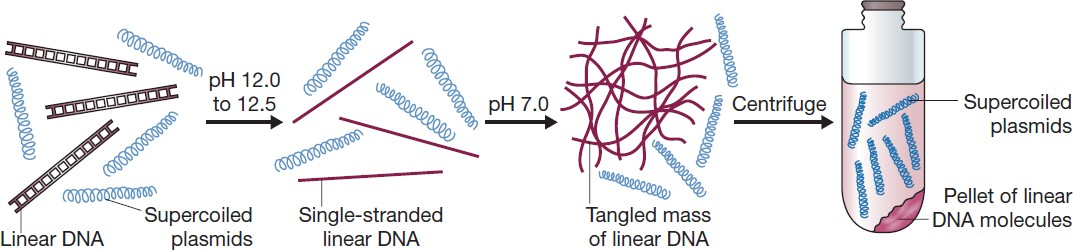 Linear DNA
Supercoiled
plasmids
pH 12.0
to 12.5
Single-stranded
linear DNA
pH 7.0
Tangled mass
of linear DNA
Centrifuge
Supercoiled
plasmids
Pellet of linear
DNA molecules